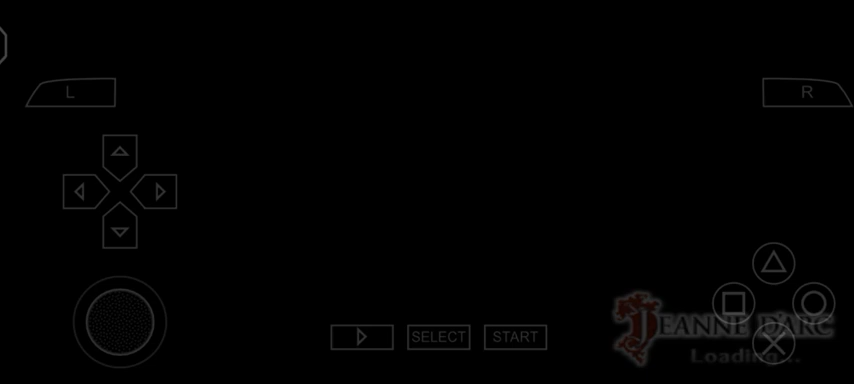 L
R
SELECT
START
JEANNE D'ARC
Loading...